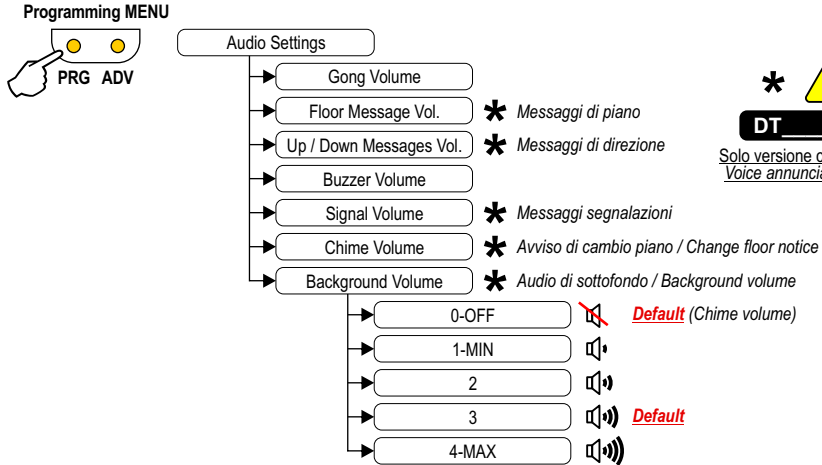 Programming MENU
PRG ADV
Audio Settings
Gong Volume
Floor Message Vol. * Messaggi di piano
Up / Down Messages Vol. * Messaggi di direzione
Buzzer Volume
Signal Volume * Messaggi segnalazioni
Chime Volume * Avviso di cambio piano / Change floor notice
Background Volume * Audio di sottofondo / Background volume
0-OFF Default (Chime volume)
1-MIN
2
3 Default
4-MAX
*
DT
Solo versione
Voice